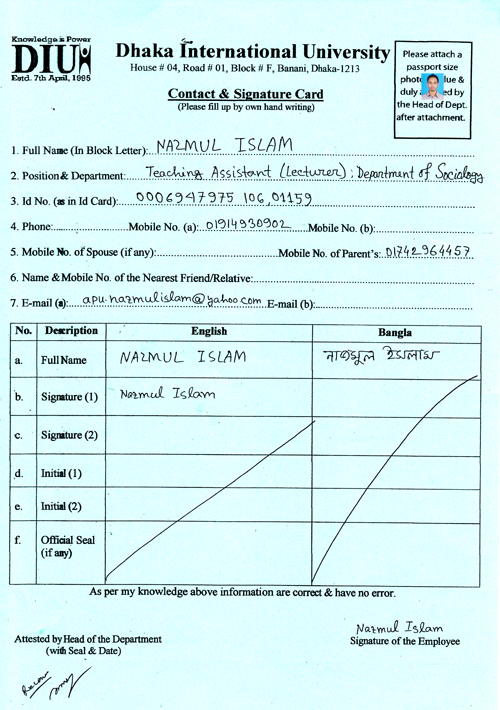 Knowledge is Power
DIU
Estd. 7th April, 1995
Dhaka International University
House # 04, Road # 01, Block # F, Banani, Dhaka-1213
Contact & Signature Card
(Please fill up by own hand writing)
Please attach a
passport size
photo blue &
duly ed by
the Head of Dept.
after attachment.
1. Full Name (In Block Letter): NAZMUL ISLAM
2. Position & Department: Teaching Assistant (Lecturer); Department of Sociology
3. Id No. (as in Id Card): 0006947975 106,01159
4. Phone: Mobile No. (a): 01914930902 Mobile No. (b):
5. Mobile No. of Spouse (if any): Mobile No. of Parent's: 01742964457
6. Name & Mobile No. of the Nearest Friend/Relative:
7. E-mail (a): apu.nazmulislam@yahoo.com E-mail (b):
No. Description English Bangla
a. Full Name NAZMUL ISLAM নাজমুল ইসলাম
b. Signature (1) Nazmul Islam
c. Signature (2)
d. Initial (1)
e. Initial (2)
f. Official Seal
(if any)
As per my knowledge above information are correct & have no error.
Nazmul Islam
Attested by Head of the Department Signature of the Employee
(with Seal & Date)